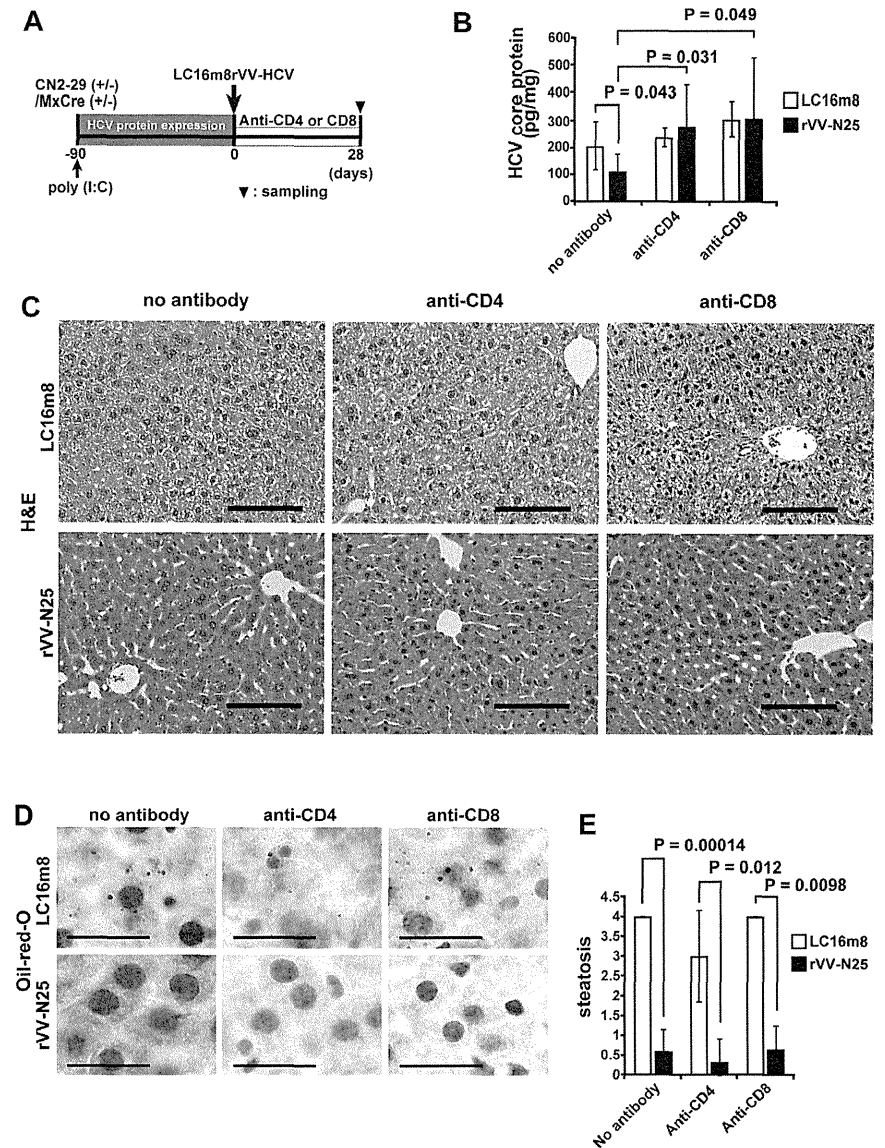 A
CN2-29 (+/-)
/MxCre (+/-)
LC16m8rVV-HCV
HCV protein expression
Anti-CD4 or CD8
-90
0
28
(days)
poly (I:C)
▼ : sampling
B
P = 0.049
P = 0.031
P = 0.043
HCV core protein
(pg/mg)
600
500
400
300
200
100
0
LC16m8
rVV-N25
no antibody
anti-CD4
anti-CD8
C
no antibody
anti-CD4
anti-CD8
H&E
LC16m8
rVV-N25
D
no antibody
anti-CD4
anti-CD8
Oil-red-O
LC16m8
rVV-N25
E
P = 0.00014
P = 0.012
P = 0.0098
steatosis
4.5
4
3.5
3
2.5
2
1.5
1
0.5
0
LC16m8
rVV-N25
No antibody
Anti-CD4
Anti-CD8